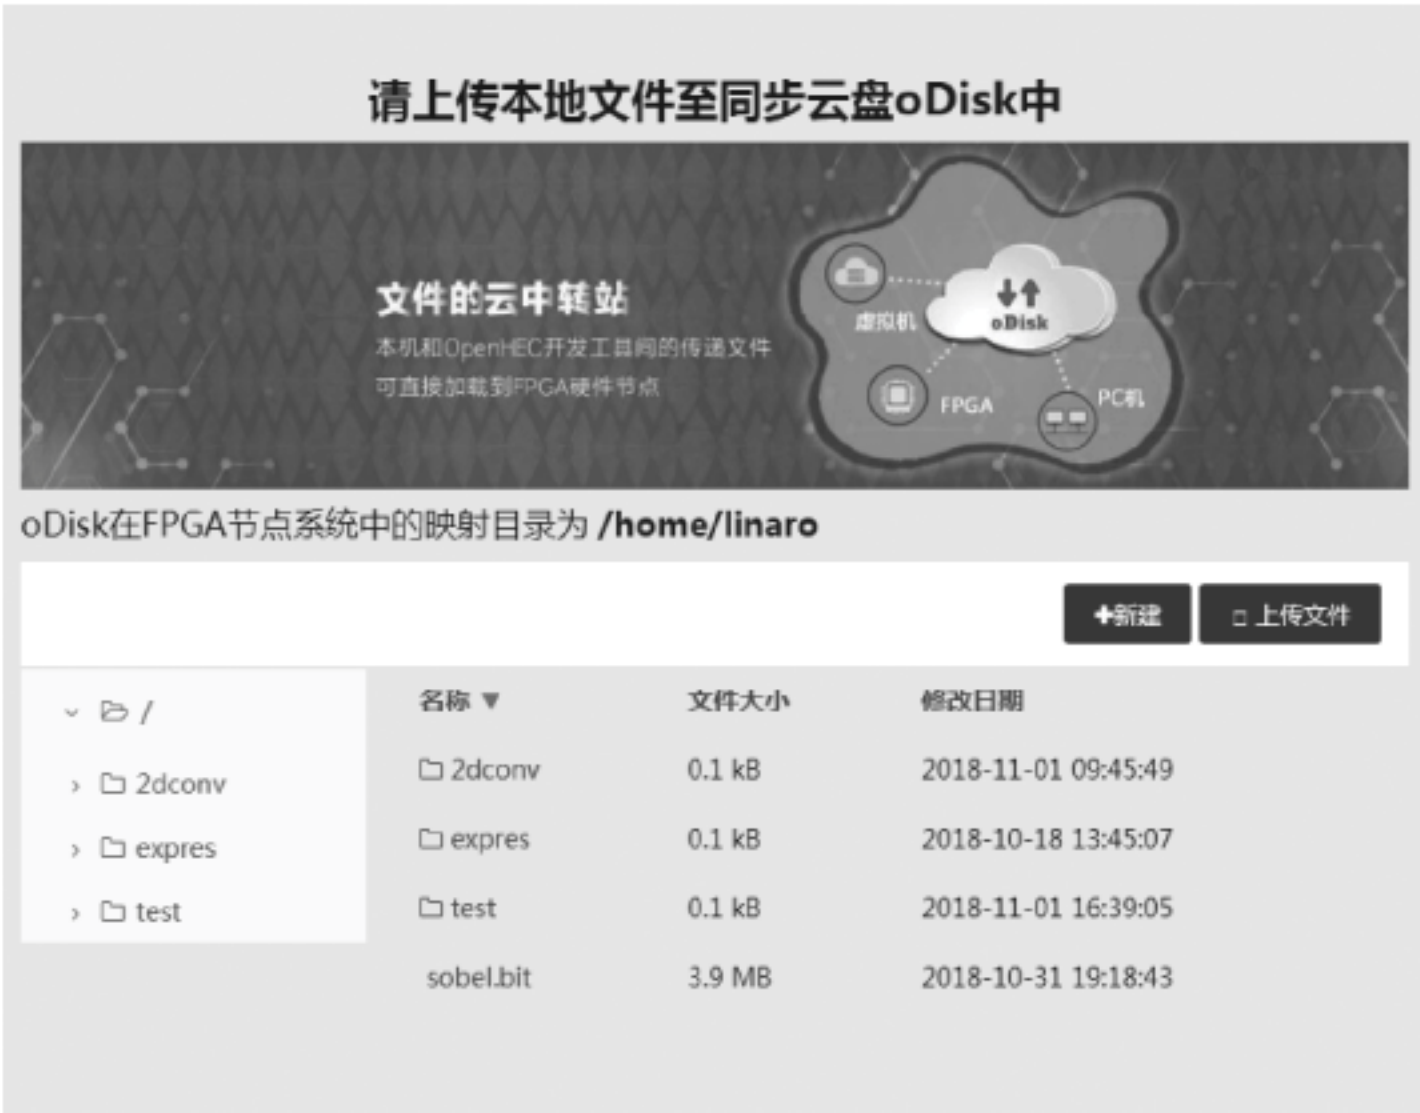 请上传本地文件至同步云盘oDisk中
文件的云中转站
本机和OpenHEC开发工具间的传递文件
可直接加载到FPGA硬件节点
虚拟机
oDisk
FPGA
PC机
oDisk在FPGA节点系统中的映射目录为 /home/linaro
+新建 上传文件
/
2dconv
expres
test
名称 ▼ 文件大小 修改日期
2dconv 0.1 kB 2018-11-01 09:45:49
expres 0.1 kB 2018-10-18 13:45:07
test 0.1 kB 2018-11-01 16:39:05
sobel.bit 3.9 MB 2018-10-31 19:18:43